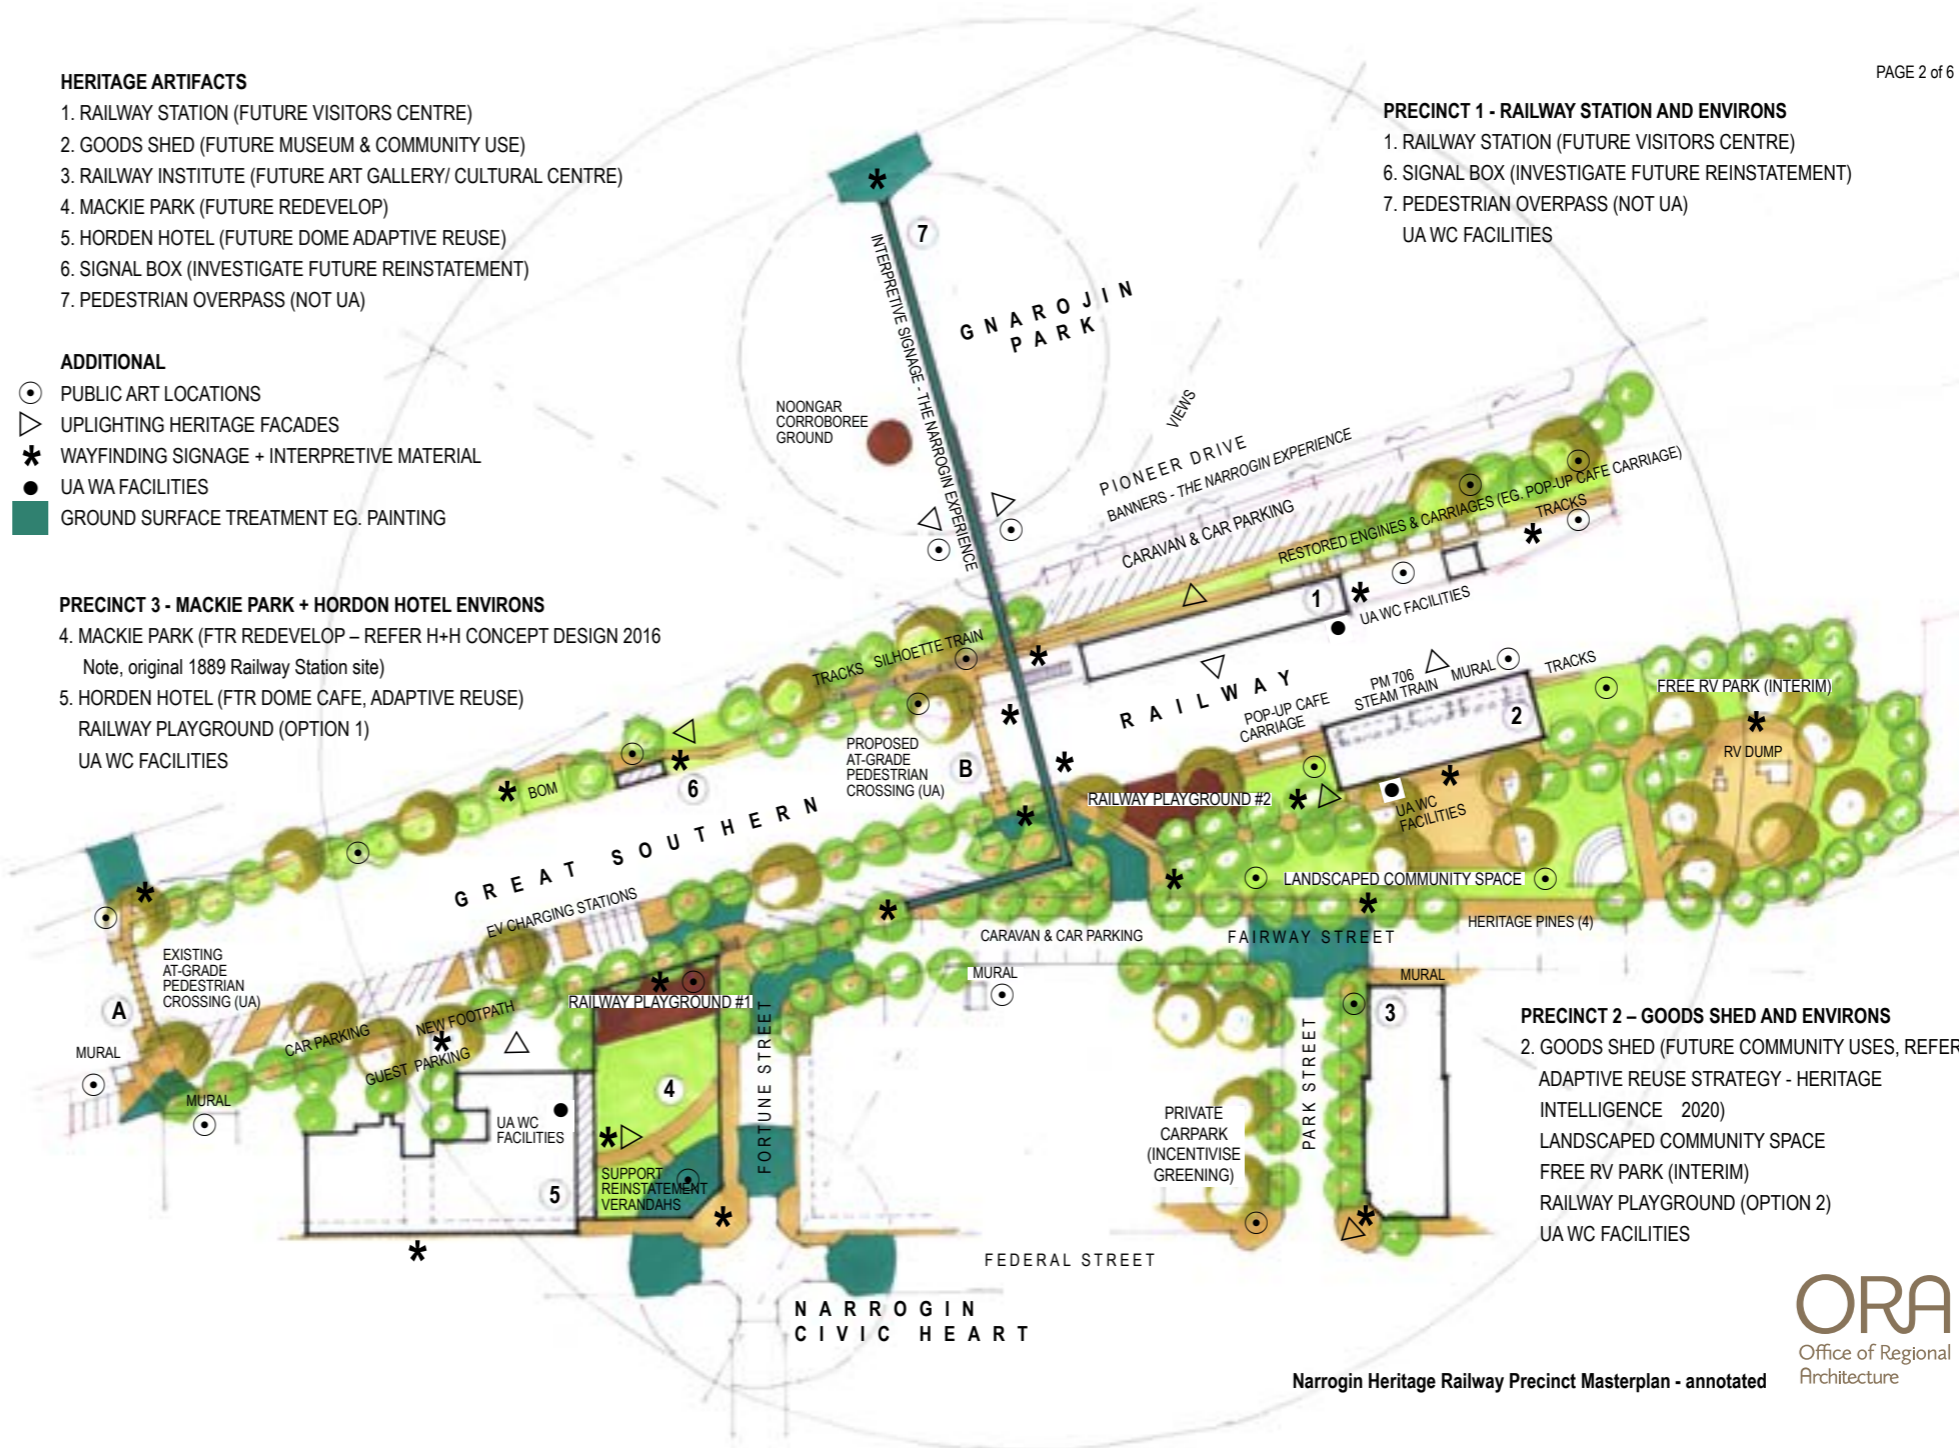 PAGE 2 of 6
HERITAGE ARTIFACTS
1. RAILWAY STATION (FUTURE VISITORS CENTRE)
2. GOODS SHED (FUTURE MUSEUM & COMMUNITY USE)
3. RAILWAY INSTITUTE (FUTURE ART GALLERY/ CULTURAL CENTRE)
4. MACKIE PARK (FUTURE REDEVELOP)
5. HORDEN HOTEL (FUTURE DOME ADAPTIVE REUSE)
6. SIGNAL BOX (INVESTIGATE FUTURE REINSTATEMENT)
7. PEDESTRIAN OVERPASS (NOT UA)
ADDITIONAL
PUBLIC ART LOCATIONS
UPLIGHTING HERITAGE FACADES
WAYFINDING SIGNAGE + INTERPRETIVE MATERIAL
UA WA FACILITIES
GROUND SURFACE TREATMENT EG. PAINTING
PRECINCT 3 - MACKIE PARK + HORDON HOTEL ENVIRONS
4. MACKIE PARK (FTR REDEVELOP – REFER H+H CONCEPT DESIGN 2016
Note, original 1889 Railway Station site)
5. HORDEN HOTEL (FTR DOME CAFE, ADAPTIVE REUSE)
RAILWAY PLAYGROUND (OPTION 1)
UA WC FACILITIES
PRECINCT 1 - RAILWAY STATION AND ENVIRONS
1. RAILWAY STATION (FUTURE VISITORS CENTRE)
6. SIGNAL BOX (INVESTIGATE FUTURE REINSTATEMENT)
7. PEDESTRIAN OVERPASS (NOT UA)
UA WC FACILITIES
7
INTERPRETIVE SIGNAGE - THE NARROGIN EXPERIENCE
GNAROJIN
PARK
NOONGAR
CORROBOREE
GROUND
VIEWS
PIONEER DRIVE
BANNERS - THE NARROGIN EXPERIENCE
CARAVAN & CAR PARKING
RESTORED ENGINES & CARRIAGES (EG. POP-UP CAFE CARRIAGE)
TRACKS
1
UA WC FACILITIES
TRACKS
SILHOETTE TRAIN
RAILWAY
PM 706
STEAM TRAIN
MURAL
TRACKS
POP-UP CAFE
CARRIAGE
2
FREE RV PARK (INTERIM)
RV DUMP
PROPOSED
AT-GRADE
PEDESTRIAN
CROSSING (UA)
B
BOM
6
RAILWAY PLAYGROUND #2
UA WC
FACILITIES
GREAT SOUTHERN
LANDSCAPED COMMUNITY SPACE
HERITAGE PINES (4)
EV CHARGING STATIONS
CARAVAN & CAR PARKING
FAIRWAY STREET
EXISTING
AT-GRADE
PEDESTRIAN
CROSSING (UA)
A
MURAL
MURAL
RAILWAY PLAYGROUND #1
MURAL
MURAL
3
CAR PARKING
NEW FOOTPATH
GUEST PARKING
4
FORTUNE STREET
PARK STREET
UA WC
FACILITIES
PRIVATE
CARPARK
(INCENTIVISE
GREENING)
SUPPORT
REINSTATEMENT
VERANDAHS
5
PRECINCT 2 – GOODS SHED AND ENVIRONS
2. GOODS SHED (FUTURE COMMUNITY USES, REFER
ADAPTIVE REUSE STRATEGY - HERITAGE
INTELLIGENCE 2020)
LANDSCAPED COMMUNITY SPACE
FREE RV PARK (INTERIM)
RAILWAY PLAYGROUND (OPTION 2)
UA WC FACILITIES
FEDERAL STREET
NARROGIN
CIVIC HEART
ORA
Office of Regional
Architecture
Narrogin Heritage Railway Precinct Masterplan - annotated